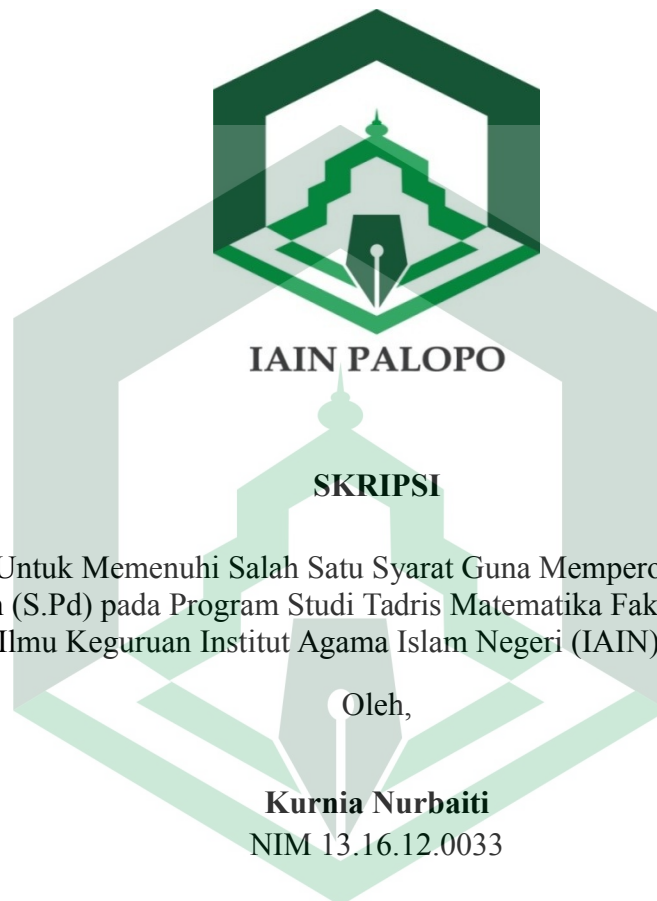 IAIN PALOPO
SKRIPSI
Untuk Memenuhi Salah Satu Syarat Guna Mempero
(S.Pd) pada Program Studi Tadris Matematika Fak
Ilmu Keguruan Institut Agama Islam Negeri (IAIN)
Oleh,
Kurnia Nurbaiti
NIM 13.16.12.0033